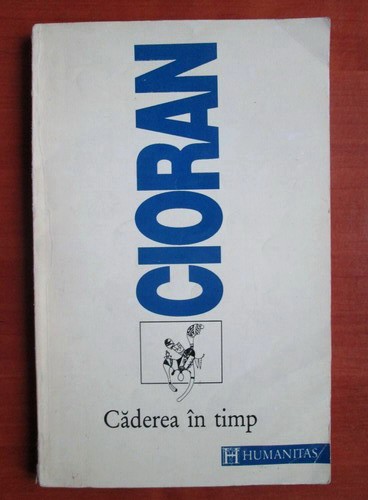 CIORAN
Căderea în timp
H HUMANITAS